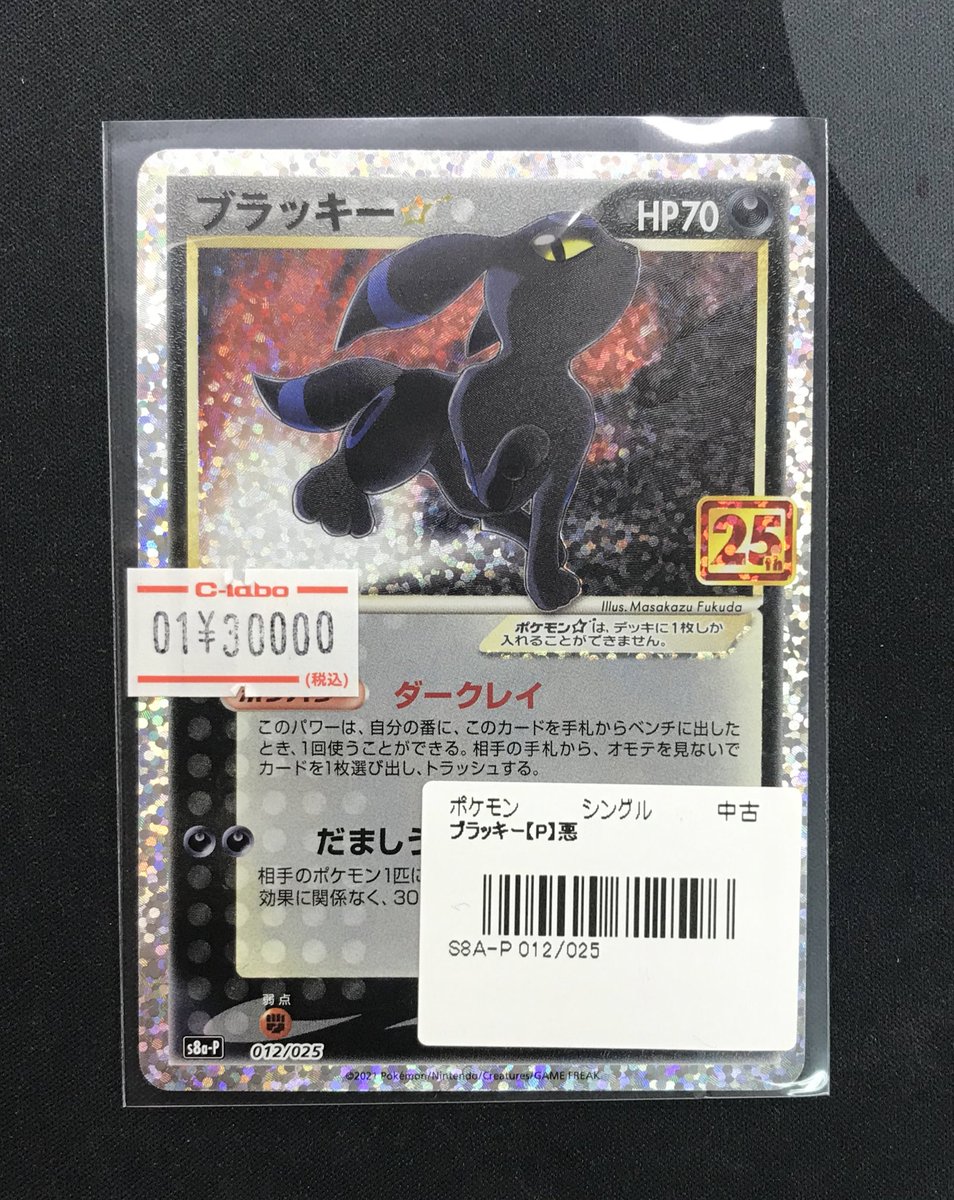 ブラッキー☆
HP70
25th
Illus. Masakazu Fukuda
ポケモン☆は、デッキに1枚しか
入れることができません。
C-labo
01¥30000
(税込)
ダークレイ
このパワーは、自分の番に、このカードを手札からベンチに出した
とき、1回使うことができる。相手の手札から、オモテを見ないで
カードを1枚選び出し、トラッシュする。
だましう
相手のポケモン1匹に
効果に関係なく、30
ポケモン シングル 中古
ブラッキー【P】悪
S8A-P 012/025
弱点
s8a-P
012/025
©2021 Pokémon/Nintendo/Creatures/GAME FREAK.